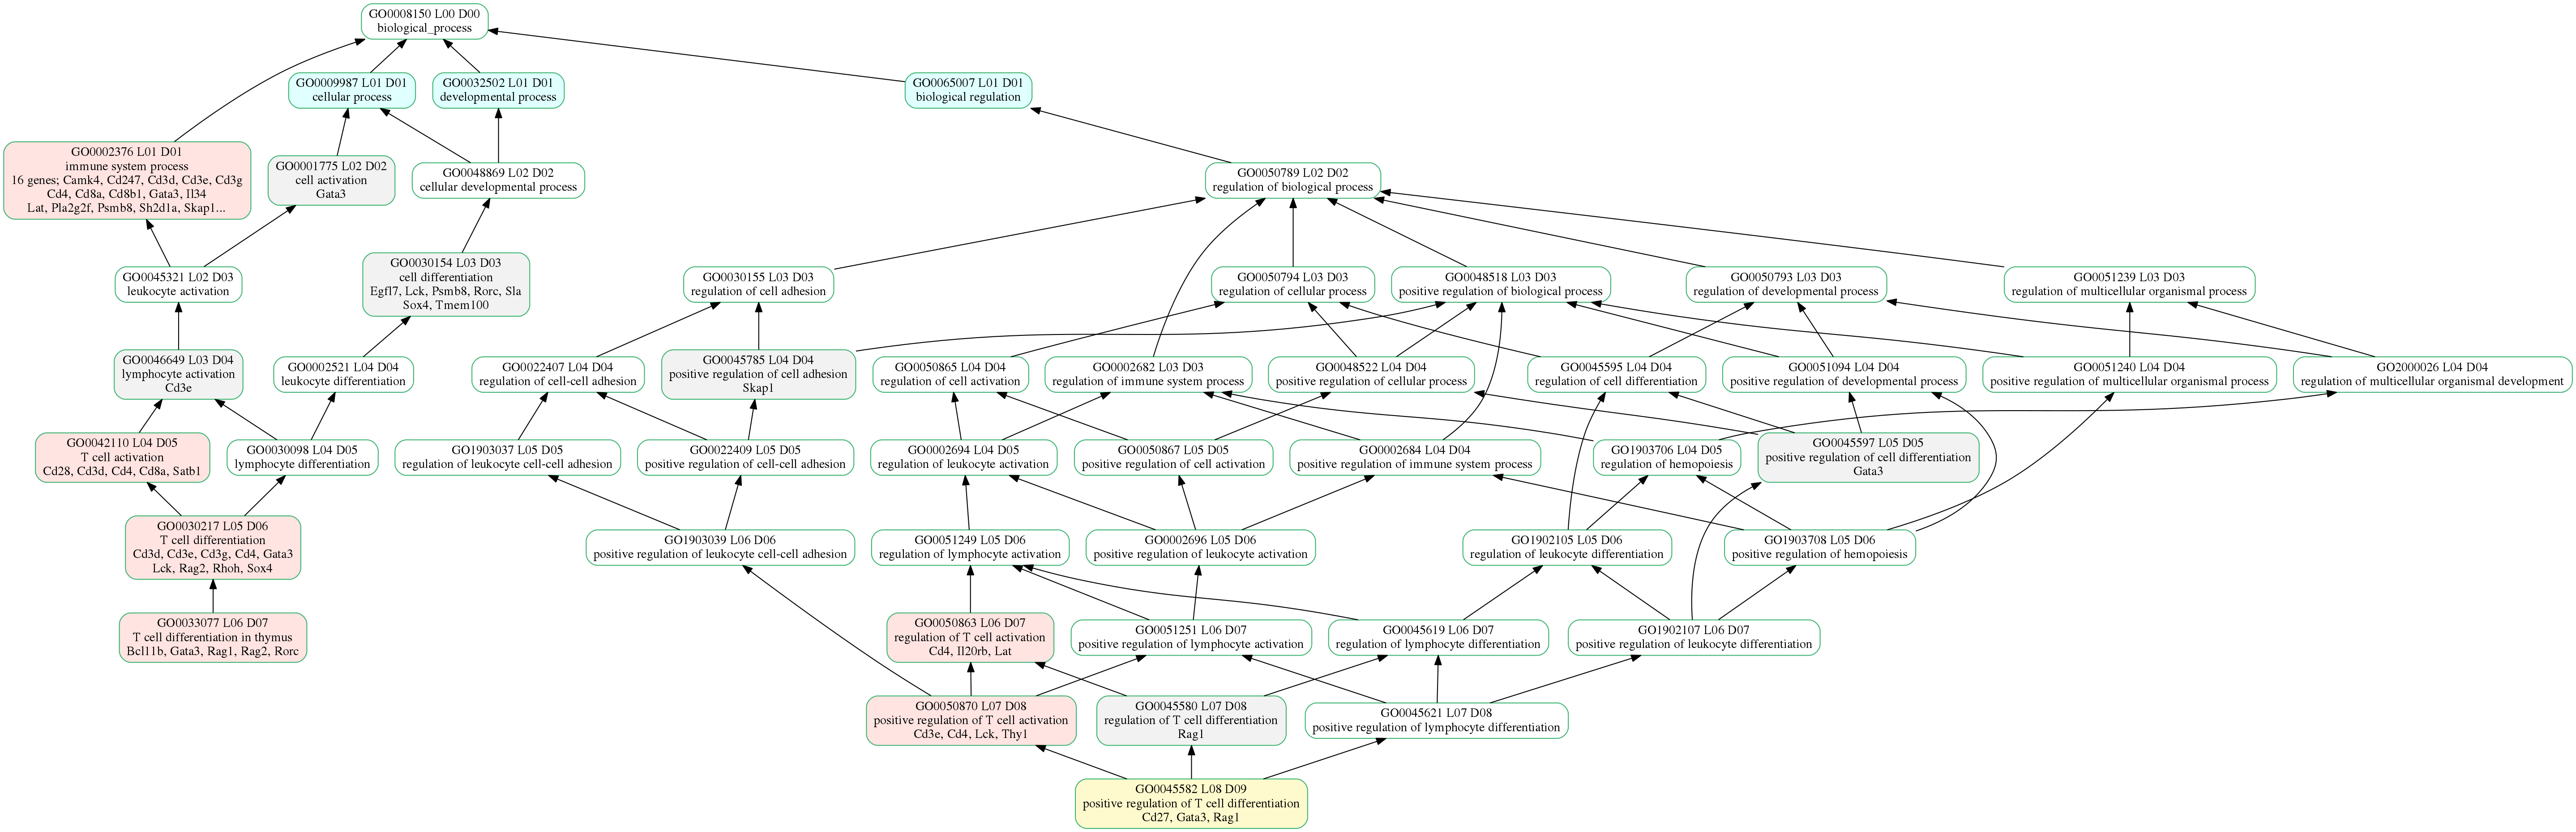 GO0008150 L00 D00
biological_process
GO0009987 L01 D01
cellular process
GO0032502 L01 D01
developmental process
GO0065007 L01 D01
biological regulation
GO0002376 L01 D01
immune system process
16 genes; Camk4, Cd247, Cd3d, Cd3e, Cd3g
Cd4, Cd8a, Cd8b1, Gata3, Il34
Lat, Pla2g2f, Psmb8, Sh2d1a, Skap1...
GO0001775 L02 D02
cell activation
Gata3
GO0048869 L02 D02
cellular developmental process
GO0050789 L02 D02
regulation of biological process
GO0045321 L02 D03
leukocyte activation
GO0030154 L03 D03
cell differentiation
Egfl7, Lck, Psmb8, Rorc, Sla
Sox4, Tmem100
GO0030155 L03 D03
regulation of cell adhesion
GO0050794 L03 D03
regulation of cellular process
GO0048518 L03 D03
positive regulation of biological process
GO0050793 L03 D03
regulation of developmental process
GO0051239 L03 D03
regulation of multicellular organismal process
GO0046649 L03 D04
lymphocyte activation
Cd3e
GO0002521 L04 D04
leukocyte differentiation
GO0022407 L04 D04
regulation of cell-cell adhesion
GO0045785 L04 D04
positive regulation of cell adhesion
Skap1
GO0050865 L04 D04
regulation of cell activation
GO0002682 L03 D03
regulation of immune system process
GO0048522 L04 D04
positive regulation of cellular process
GO0045595 L04 D04
regulation of cell differentiation
GO0051094 L04 D04
positive regulation of developmental process
GO0051240 L04 D04
positive regulation of multicellular organismal process
GO2000026 L04 D04
regulation of multicellular organismal development
GO0042110 L04 D05
T cell activation
Cd28, Cd3d, Cd4, Cd8a, Satb1
GO0030098 L04 D05
lymphocyte differentiation
GO1903037 L05 D05
regulation of leukocyte cell-cell adhesion
GO0022409 L05 D05
positive regulation of cell-cell adhesion
GO0002694 L04 D05
regulation of leukocyte activation
GO0050867 L05 D05
positive regulation of cell activation
GO0002684 L04 D04
positive regulation of immune system process
GO1903706 L04 D05
regulation of hemopoiesis
GO0045597 L05 D05
positive regulation of cell differentiation
Gata3
GO0030217 L05 D06
T cell differentiation
Cd3d, Cd3e, Cd3g, Cd4, Gata3
Lck, Rag2, Rhoh, Sox4
GO1903039 L06 D06
positive regulation of leukocyte cell-cell adhesion
GO0051249 L05 D06
regulation of lymphocyte activation
GO0002696 L05 D06
positive regulation of leukocyte activation
GO1902105 L05 D06
regulation of leukocyte differentiation
GO1903708 L05 D06
positive regulation of hemopoiesis
GO0033077 L06 D07
T cell differentiation in thymus
Bcl11b, Gata3, Rag1, Rag2, Rorc
GO0050863 L06 D07
regulation of T cell activation
Cd4, Il20rb, Lat
GO0051251 L06 D07
positive regulation of lymphocyte activation
GO0045619 L06 D07
regulation of lymphocyte differentiation
GO1902107 L06 D07
positive regulation of leukocyte differentiation
GO0050870 L07 D08
positive regulation of T cell activation
Cd3e, Cd4, Lck, Thy1
GO0045580 L07 D08
regulation of T cell differentiation
Rag1
GO0045621 L07 D08
positive regulation of lymphocyte differentiation
GO0045582 L08 D09
positive regulation of T cell differentiation
Cd27, Gata3, Rag1